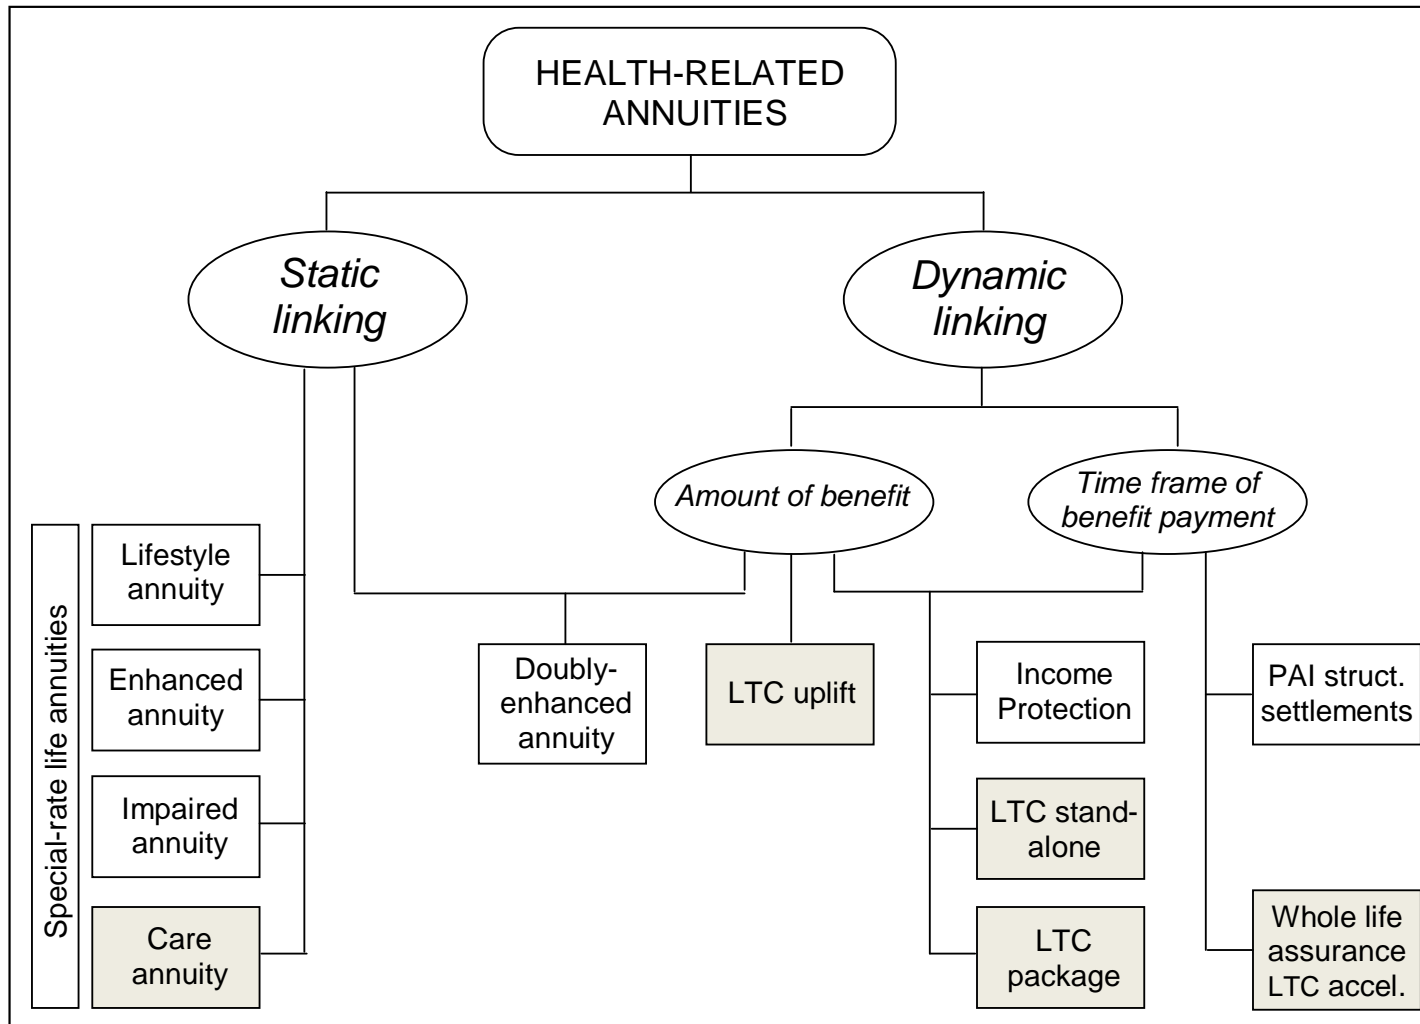 HEALTH-RELATED
ANNUITIES
Static
linking
Dynamic
linking
Amount of benefit
Time frame of
benefit payment
Special-rate life annuities
Lifestyle
annuity
Enhanced
annuity
Impaired
annuity
Care
annuity
Doubly-
enhanced
annuity
LTC uplift
Income
Protection
LTC stand-
alone
LTC
package
PAI struct.
settlements
Whole life
assurance
LTC accel.